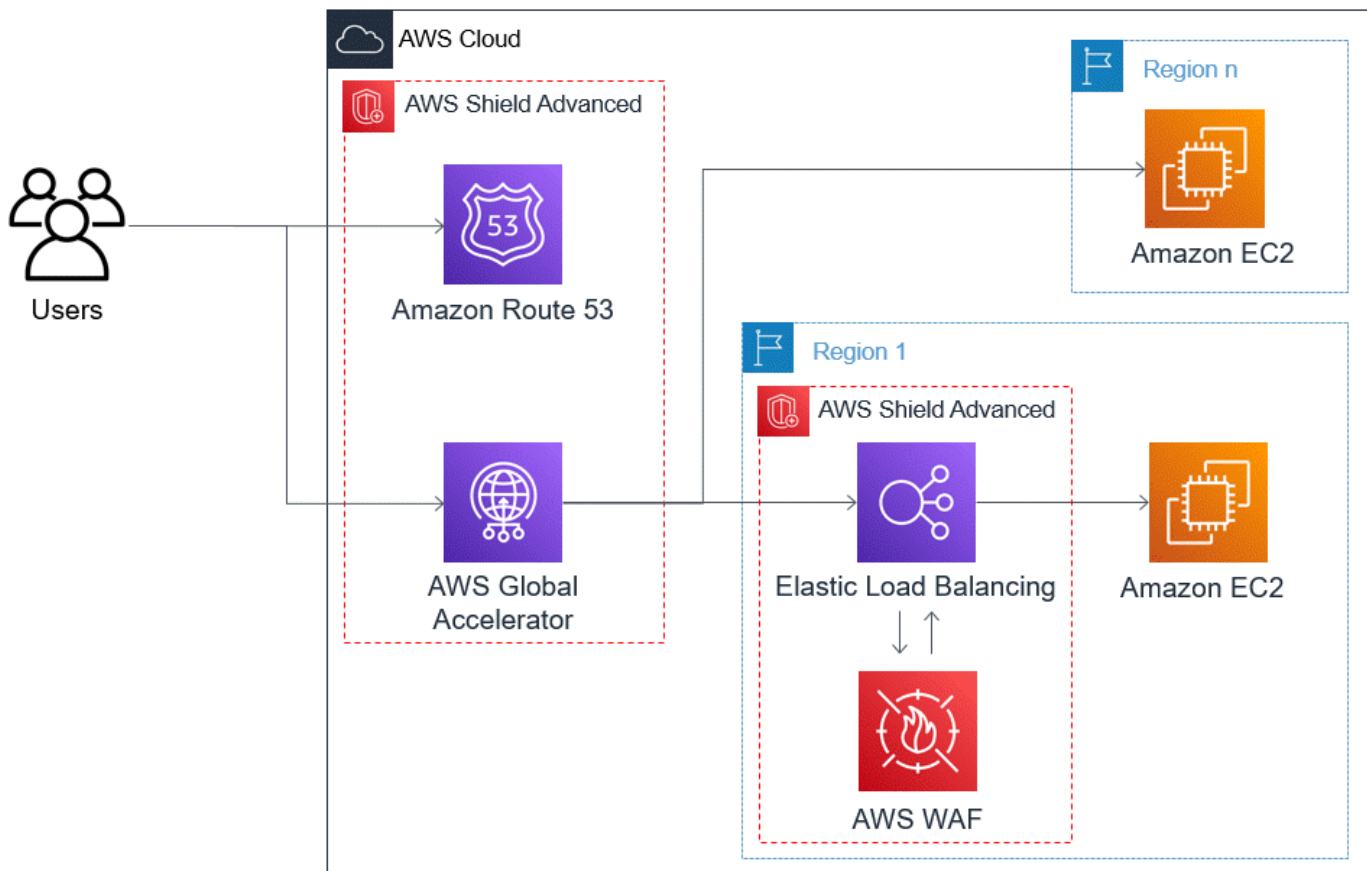 AWS Cloud
Region n
AWS Shield Advanced
53
Amazon EC2
Users
Amazon Route 53
Region 1
AWS Shield Advanced
AWS Global
Accelerator
Elastic Load Balancing
Amazon EC2
AWS WAF